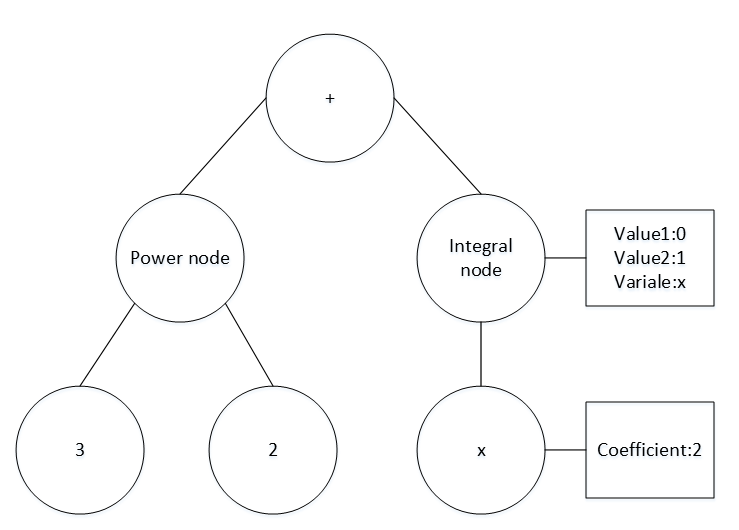 +
Power node
Integral
node
Value1:0
Value2:1
Variale:x
3
2
x
Coefficient:2